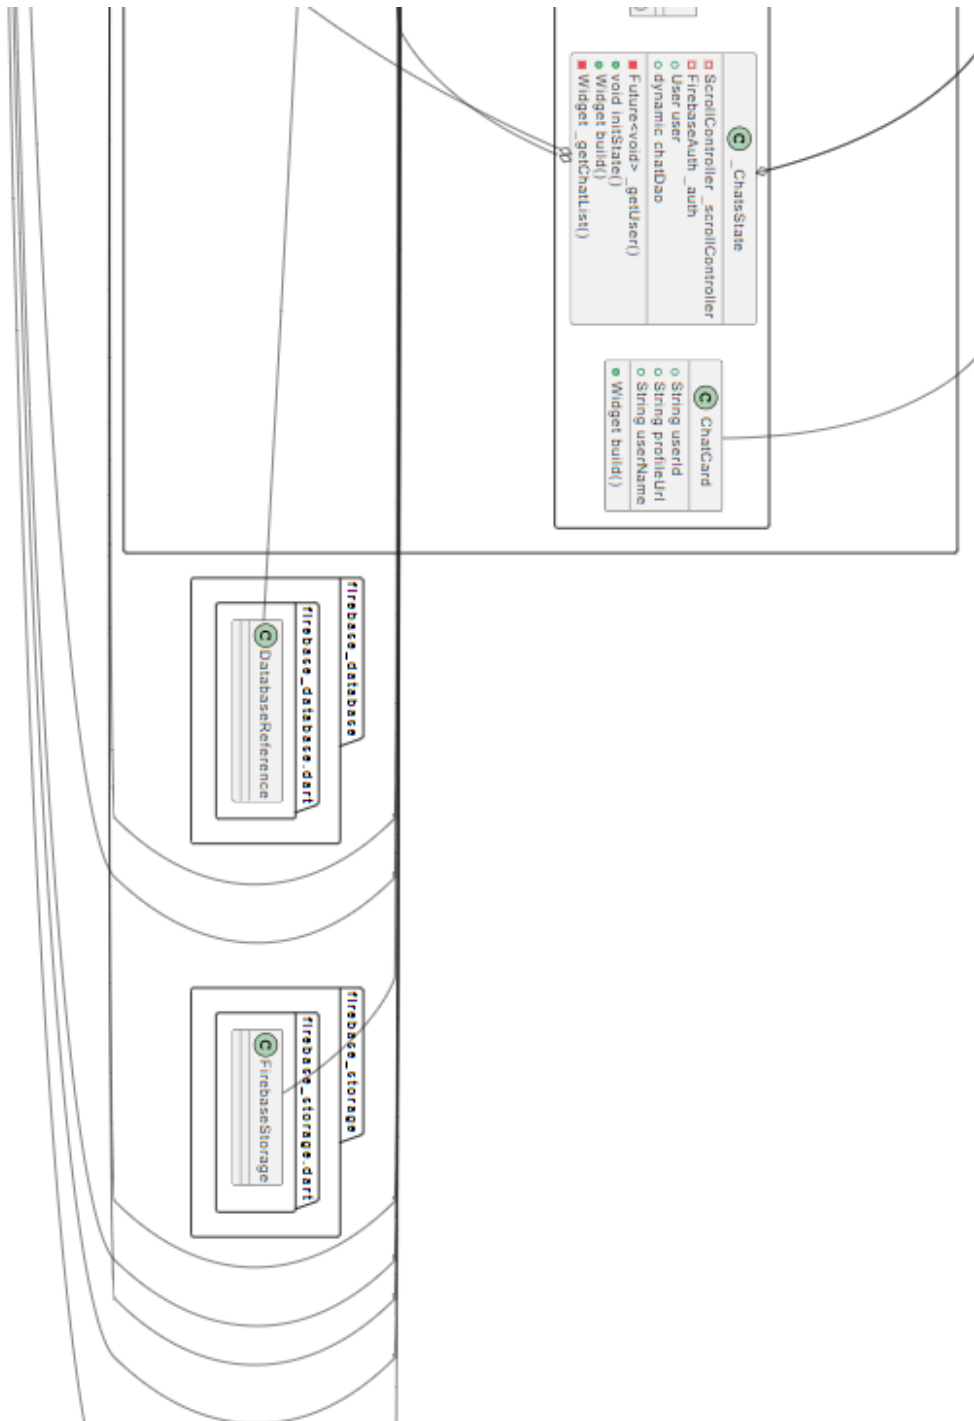 C _ChatsState
ScrollController _scrollController
FirebaseAuth _auth
User user
dynamic chatDao
Future<void> _getUser()
void initState()
Widget build()
Widget _getChatList()
C ChatCard
String userId
String profileUrl
String userName
Widget build()
firebase_database
firebase_database.dart
C DatabaseReference
firebase_storage
firebase_storage.dart
C FirebaseStorage